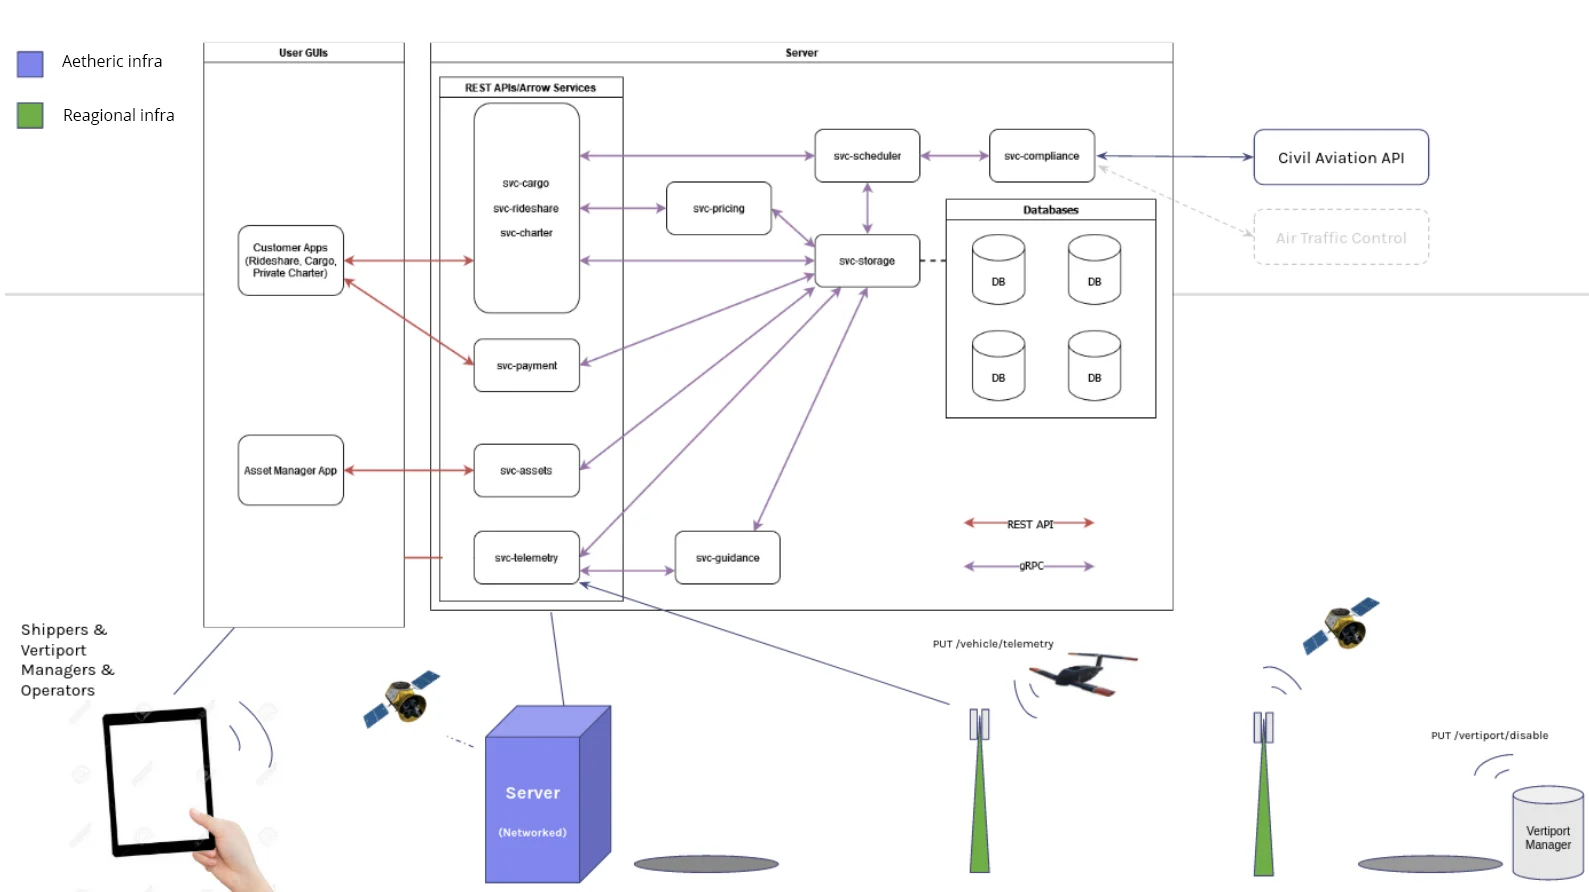 Aetheric infra
Reagional infra
User GUIs
Server
REST APIs/Arrow Services
svc-cargo
svc-rideshare
svc-charter
svc-scheduler
svc-compliance
Civil Aviation API
svc-pricing
Databases
Air Traffic Control
Customer Apps
(Rideshare, Cargo,
Private Charter)
svc-storage
DB
DB
DB
DB
svc-payment
Asset Manager App
svc-assets
REST API
svc-telemetry
svc-guidance
gRPC
Shippers &
Vertiport
Managers &
Operators
PUT /vehicle/telemetry
PUT /vertiport/disable
Server
(Networked)
Vertiport
Manager